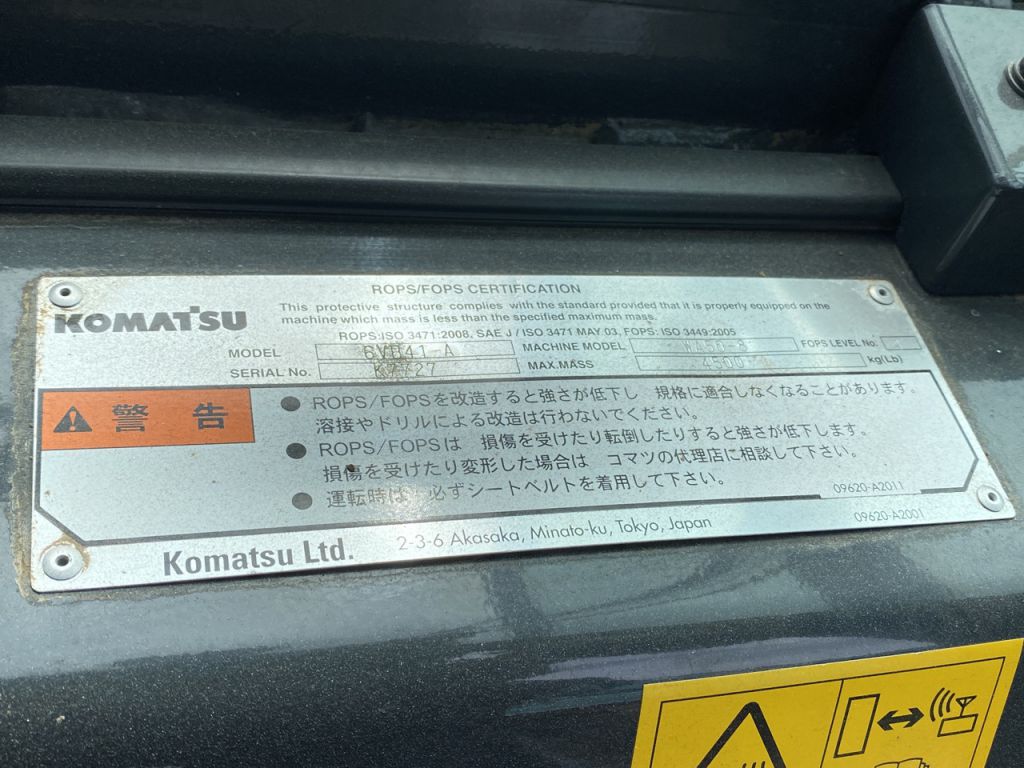 KOMATSU
ROPS/FOPS CERTIFICATION
This protective structure complies with the standard provided that it is properly equipped on the
machine which mass is less than the specified maximum mass.
ROPS:ISO 3471:2008, SAE J / ISO 3471 MAY.03, FOPS: ISO 3449:2005
MODEL MACHINE MODEL WA50-3 FOPS LEVEL No.
SERIAL No. MAX.MASS 4500 kg(Lb)
警告
● ROPS/FOPSを改造すると強さが低下し 規格に適合しなくなることがあります。
溶接やドリルによる改造は行わないでください。
● ROPS/FOPSは 損傷を受けたり転倒したりすると強さが低下します。
損傷を受けたり変形した場合は コマツの代理店に相談して下さい。
● 運転時は 必ずシートベルトを着用して下さい。
09620-A2011
09620-A2001
Komatsu Ltd. 2-3-6 Akasaka, Minato-ku, Tokyo, Japan